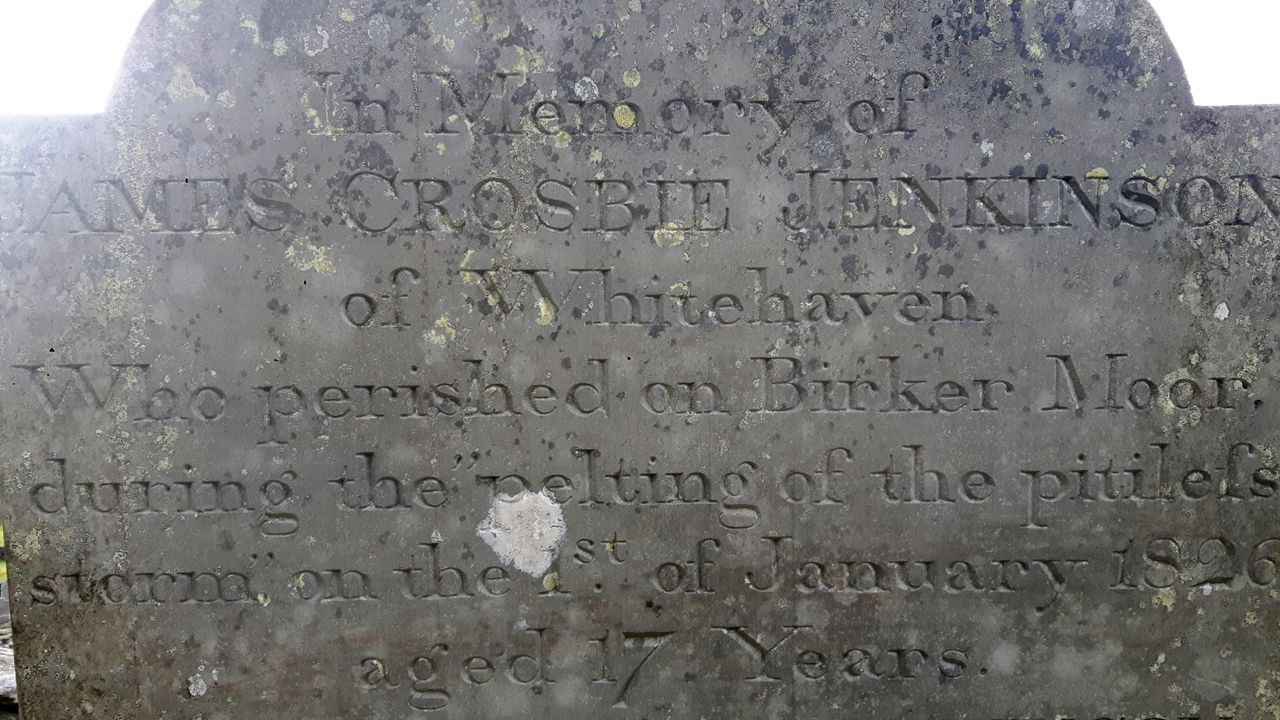 In Memory of
JAMES CROSBIE JENKINSON
of Whitehaven.
Who perished on Birker Moor,
during the "pelting of the pitileſs
storm," on the 1st. of January 1826
aged 17 Years.